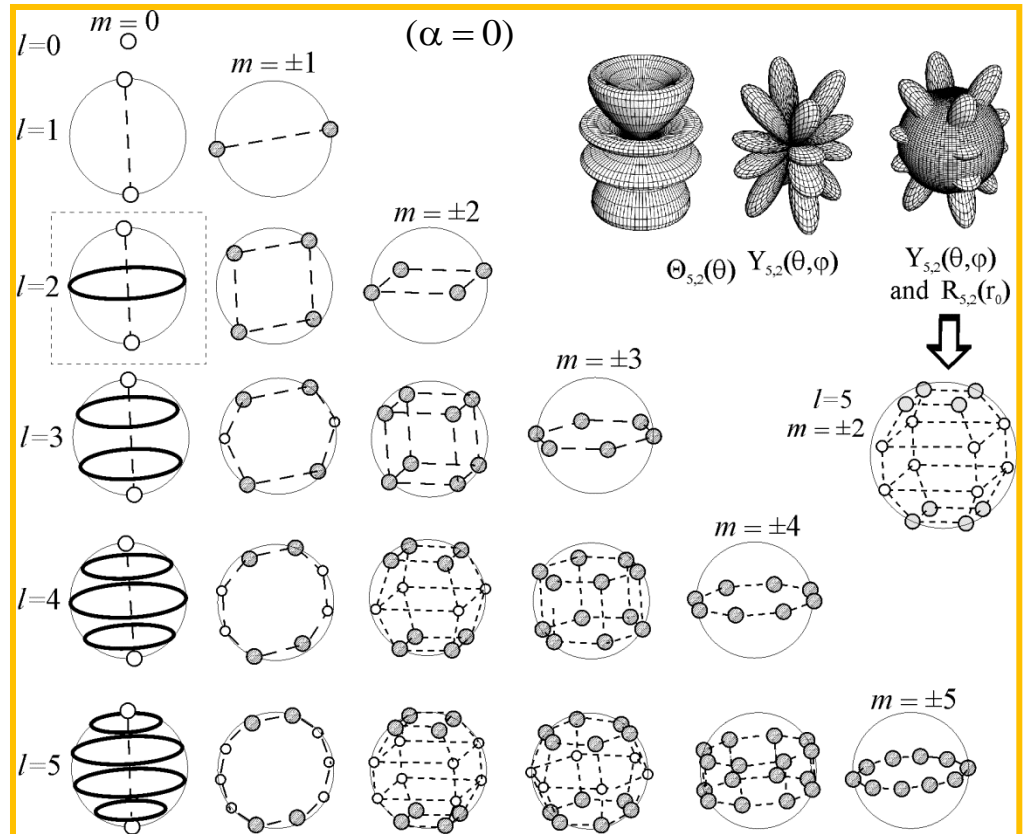 m = 0
l=0
(α = 0)
m = ±1
l=1
m = ±2
l=2
Θ5,2(θ) Y5,2(θ,φ) Y5,2(θ,φ)
and R5,2(r0)
m = ±3
l=3
l=5
m = ±2
m = ±4
l=4
m = ±5
l=5